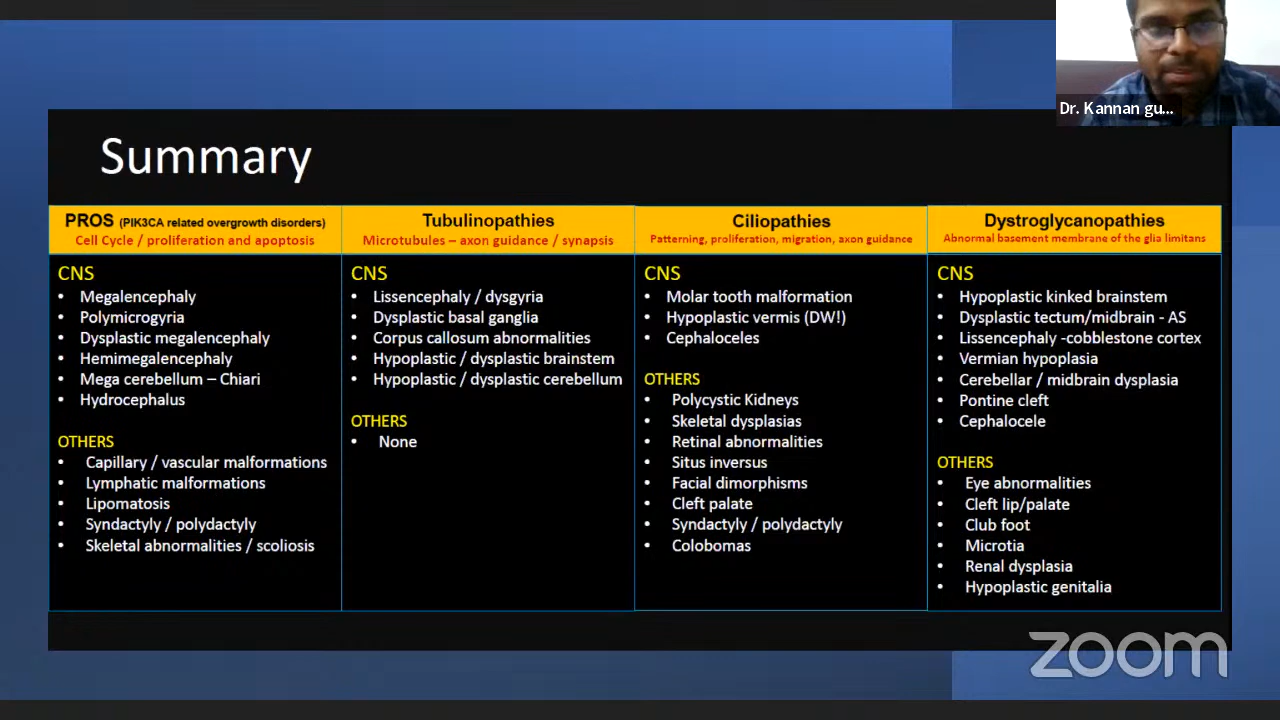 Dr. Kannan gu...
Summary
PROS (PIK3CA related overgrowth disorders)
Cell Cycle / proliferation and apoptosis
CNS
• Megalencephaly
• Polymicrogyria
• Dysplastic megalencephaly
• Hemimegalencephaly
• Mega cerebellum – Chiari
• Hydrocephalus
OTHERS
• Capillary / vascular malformations
• Lymphatic malformations
• Lipomatosis
• Syndactyly / polydactyly
• Skeletal abnormalities / scoliosis
Tubulinopathies
Microtubules – axon guidance / synapsis
CNS
• Lissencephaly / dysgyria
• Dysplastic basal ganglia
• Corpus callosum abnormalities
• Hypoplastic / dysplastic brainstem
• Hypoplastic / dysplastic cerebellum
OTHERS
• None
Ciliopathies
Patterning, proliferation, migration, axon guidance
CNS
• Molar tooth malformation
• Hypoplastic vermis (DW!)
• Cephaloceles
OTHERS
• Polycystic Kidneys
• Skeletal dysplasias
• Retinal abnormalities
• Situs inversus
• Facial dimorphisms
• Cleft palate
• Syndactyly / polydactyly
• Colobomas
Dystroglycanopathies
Abnormal basement membrane of the glia limitans
CNS
• Hypoplastic kinked brainstem
• Dysplastic tectum/midbrain - AS
• Lissencephaly -cobblestone cortex
• Vermian hypoplasia
• Cerebellar / midbrain dysplasia
• Pontine cleft
• Cephalocele
OTHERS
• Eye abnormalities
• Cleft lip/palate
• Club foot
• Microtia
• Renal dysplasia
• Hypoplastic genitalia
zoom